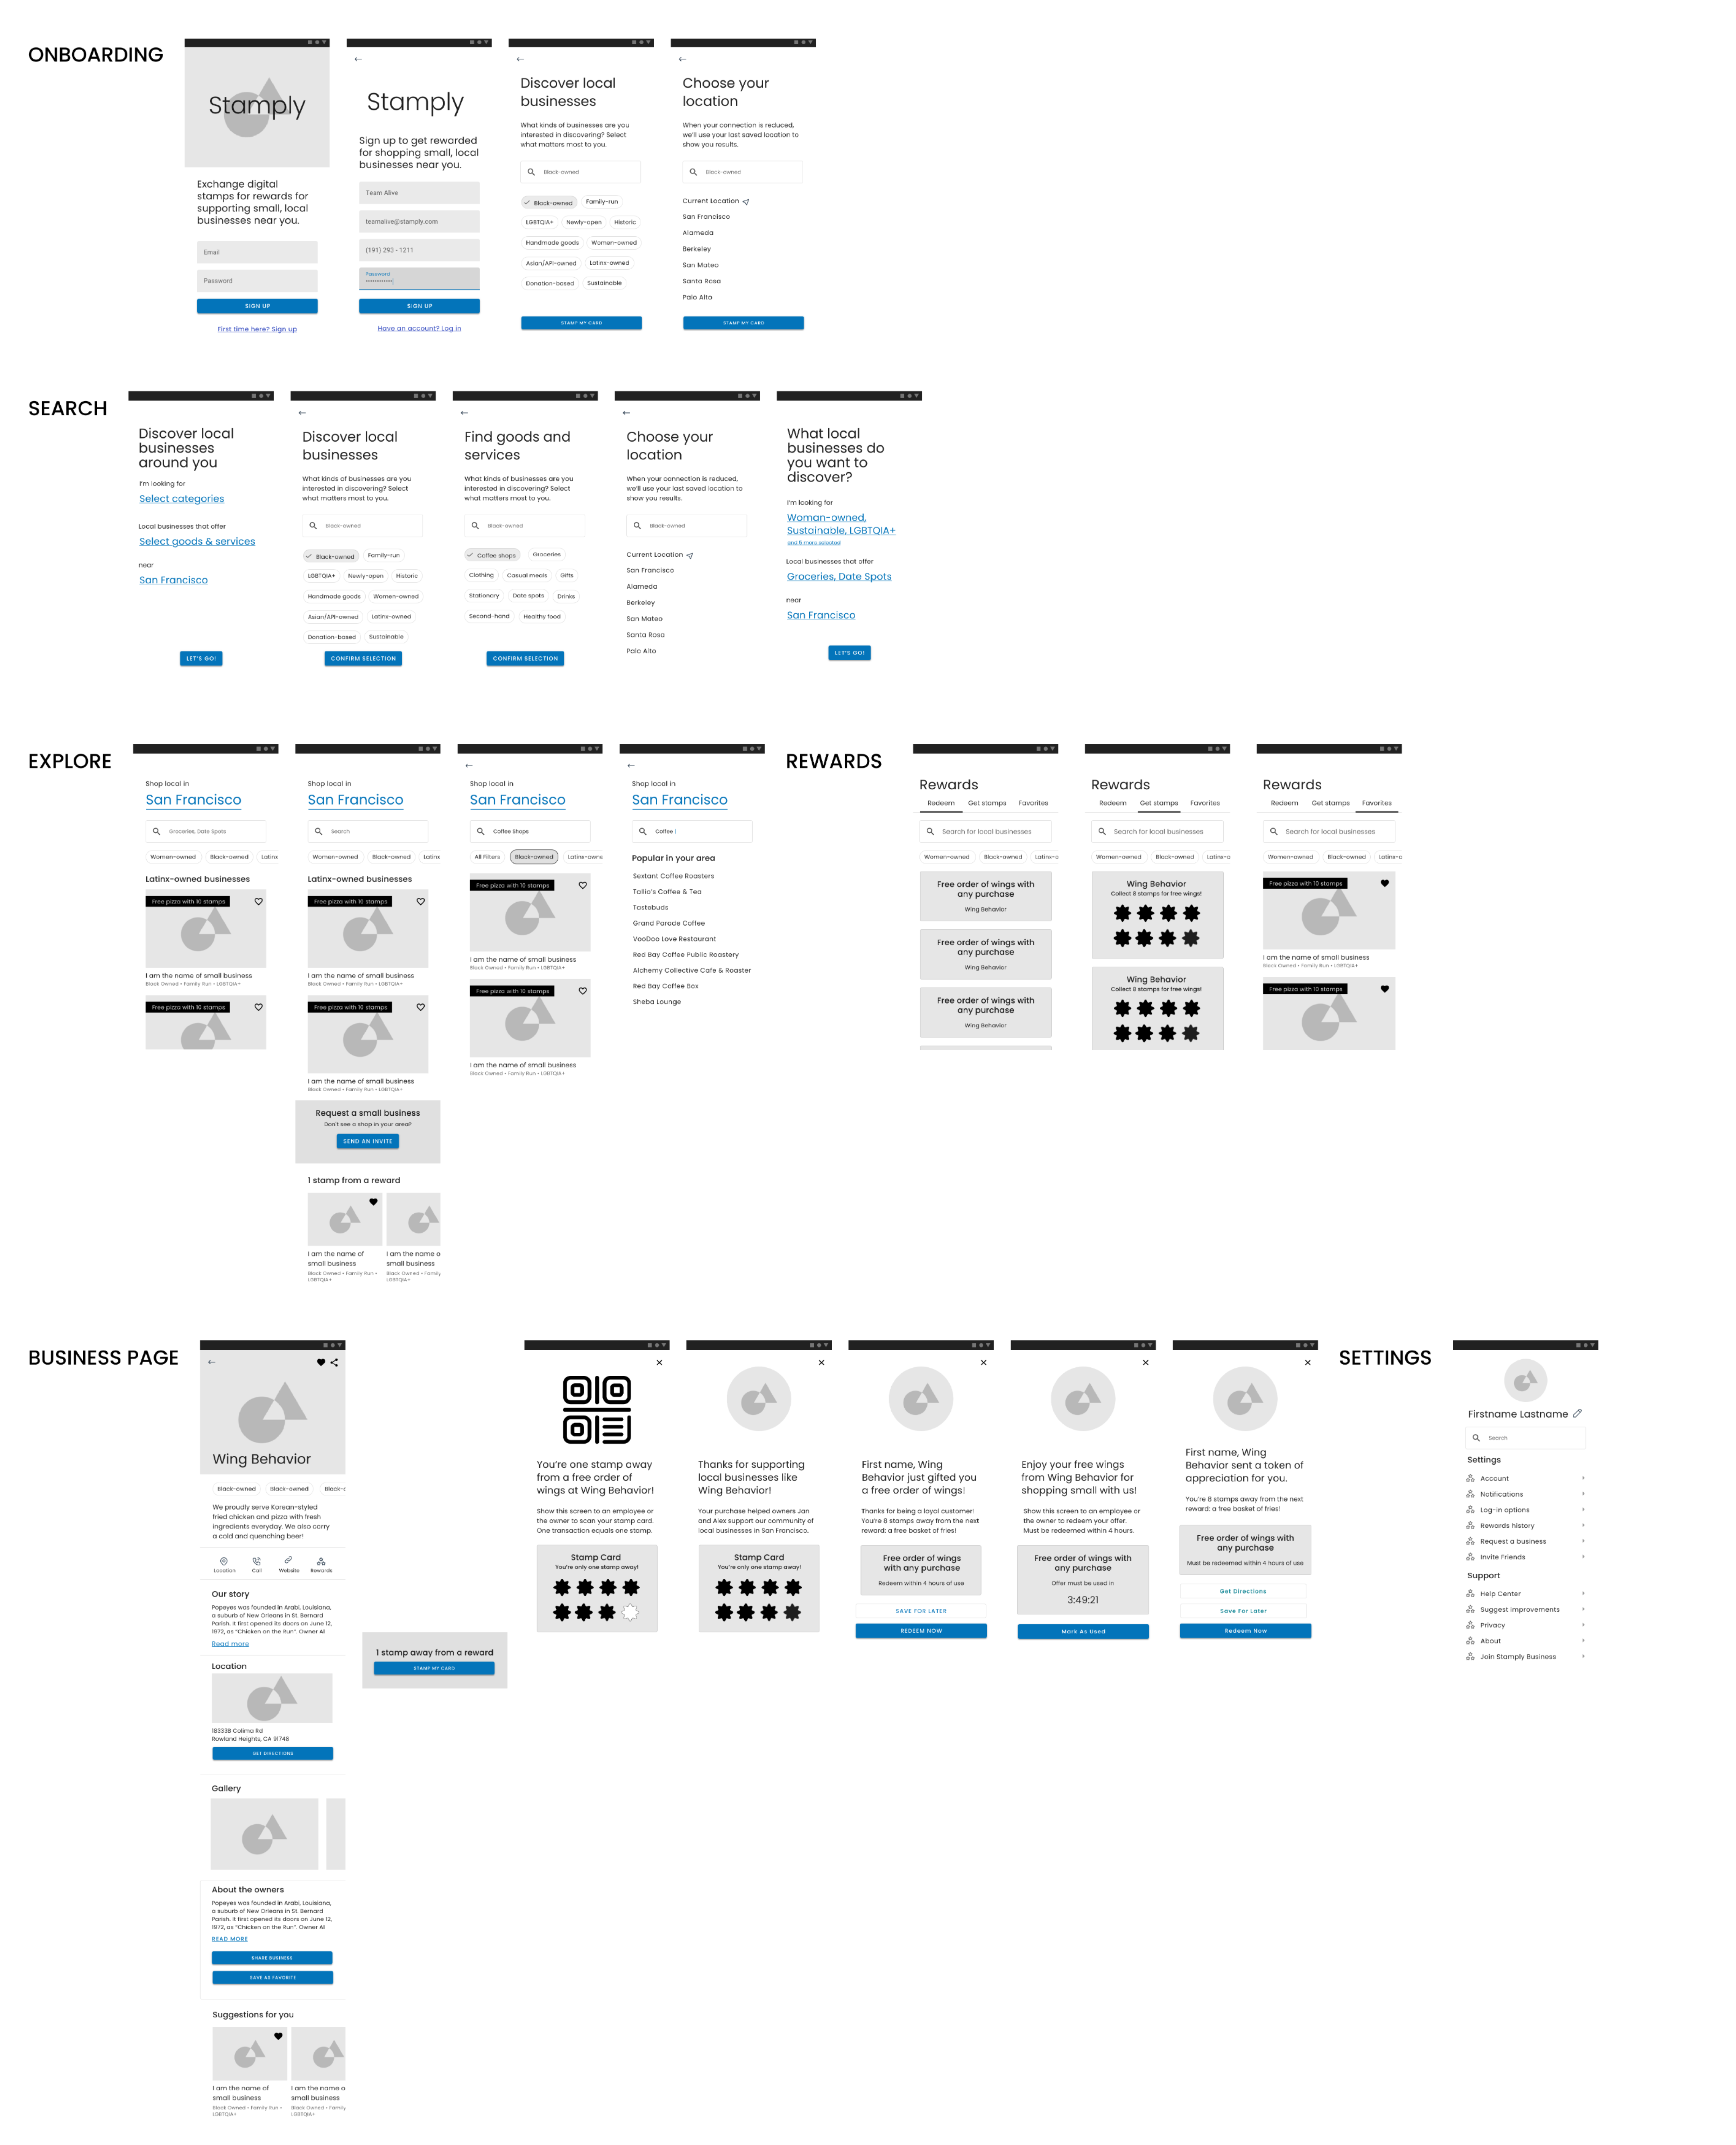 ONBOARDING
Stamply
Exchange digital
stamps for rewards for
supporting small, local
businesses near you.
Email
Password
SIGN UP
First time here? Sign up
Stamply
Sign up to get rewarded
for shopping small, local
businesses near you.
Team Alive
teamalive@stamply.com
(191) 293 - 1211
Password
SIGN UP
Have an account? Log in
Discover local
businesses
What kinds of businesses are you
interested in discovering? Select
what matters most to you.
Black-owned
Black-owned Family-run
LGBTQIA+ Newly-open Historic
Handmade goods Women-owned
Asian/API-owned Latinx-owned
Donation-based Sustainable
STAMP MY CARD
Choose your
location
When your connection is reduced,
we'll use your last saved location to
show you results.
Black-owned
Current Location
San Francisco
Alameda
Berkeley
San Mateo
Santa Rosa
Palo Alto
STAMP MY CARD
SEARCH
Discover local
businesses
around you
I'm looking for
Select categories
Local businesses that offer
Select goods & services
near
San Francisco
LET'S GO!
Discover local
businesses
What kinds of businesses are you
interested in discovering? Select
what matters most to you.
Black-owned
Black-owned Family-run
LGBTQIA+ Newly-open Historic
Handmade goods Women-owned
Asian/API-owned Latinx-owned
Donation-based Sustainable
CONFIRM SELECTION
Find goods and
services
What kinds of businesses are you
interested in discovering? Select
what matters most to you.
Black-owned
Coffee shops Groceries
Clothing Casual meals Gifts
Stationary Date spots Drinks
Second-hand Healthy food
CONFIRM SELECTION
Choose your
location
When your connection is reduced,
we'll use your last saved location to
show you results.
Black-owned
Current Location
San Francisco
Alameda
Berkeley
San Mateo
Santa Rosa
Palo Alto
What local
businesses do
you want to
discover?
I'm looking for
Woman-owned,
Sustainable, LGBTQIA+
and 5 more selected
Local businesses that offer
Groceries, Date Spots
near
San Francisco
LET'S GO!
EXPLORE
Shop local in
San Francisco
Groceries, Date Spots
Women-owned Black-owned Latinx
Latinx-owned businesses
Free pizza with 10 stamps
I am the name of small business
Black Owned • Family Run • LGBTQIA+
Free pizza with 10 stamps
Shop local in
San Francisco
Search
Women-owned Black-owned Latinx
Latinx-owned businesses
Free pizza with 10 stamps
I am the name of small business
Black Owned • Family Run • LGBTQIA+
Free pizza with 10 stamps
I am the name of small business
Black Owned • Family Run • LGBTQIA+
Request a small business
Don't see a shop in your area?
SEND AN INVITE
1 stamp from a reward
I am the name of
small business
Black Owned • Family Run •
LGBTQIA+
I am the name o
small business
Black Owned • Family
LGBTQIA+
Shop local in
San Francisco
Coffee Shops
All Filters Black-owned Latinx-owne
Free pizza with 10 stamps
I am the name of small business
Black Owned • Family Run • LGBTQIA+
Free pizza with 10 stamps
I am the name of small business
Black Owned • Family Run • LGBTQIA+
Shop local in
San Francisco
Coffee |
Popular in your area
Sextant Coffee Roasters
Tallio's Coffee & Tea
Tastebuds
Grand Parade Coffee
VooDoo Love Restaurant
Red Bay Coffee Public Roastery
Alchemy Collective Cafe & Roaster
Red Bay Coffee Box
Sheba Lounge
REWARDS
Rewards
Redeem Get stamps Favorites
Search for local businesses
Women-owned Black-owned Latinx-o
Free order of wings with
any purchase
Wing Behavior
Free order of wings with
any purchase
Wing Behavior
Free order of wings with
any purchase
Wing Behavior
Rewards
Redeem Get stamps Favorites
Search for local businesses
Women-owned Black-owned Latinx-o
Wing Behavior
Collect 8 stamps for free wings!
Wing Behavior
Collect 8 stamps for free wings!
Rewards
Redeem Get stamps Favorites
Search for local businesses
Women-owned Black-owned Latinx-o
Free pizza with 10 stamps
I am the name of small business
Black Owned • Family Run • LGBTQIA+
Free pizza with 10 stamps
BUSINESS PAGE
Wing Behavior
Black-owned Black-owned Black-o
We proudly serve Korean-styled
fried chicken and pizza with fresh
ingredients everyday. We also carry
a cold and quenching beer!
Location Call Website Rewards
Our story
Popeyes was founded in Arabi, Louisiana,
a suburb of New Orleans in St. Bernard
Parish. It first opened its doors on June 12,
1972, as "Chicken on the Run". Owner Al
Read more
Location
183338 Colima Rd
Rowland Heights, CA 91748
GET DIRECTIONS
Gallery
About the owners
Popeyes was founded in Arabi, Louisiana,
a suburb of New Orleans in St. Bernard
Parish. It first opened its doors on June 12,
1972, as "Chicken on the Run". Owner Al
READ MORE
SHARE BUSINESS
SAVE AS FAVORITE
Suggestions for you
I am the name of
small business
Black Owned • Family Run •
LGBTQIA+
I am the name o
small business
Black Owned • Family
LGBTQIA+
1 stamp away from a reward
STAMP MY CARD
You're one stamp away
from a free order of
wings at Wing Behavior!
Show this screen to an employee or
the owner to scan your stamp card.
One transaction equals one stamp.
Stamp Card
You're only one stamp away!
Thanks for supporting
local businesses like
Wing Behavior!
Your purchase helped owners Jan
and Alex support our community of
local businesses in San Francisco.
Stamp Card
You're only one stamp away!
First name, Wing
Behavior just gifted you
a free order of wings!
Thanks for being a loyal customer!
You're 8 stamps away from the next
reward: a free basket of fries!
Free order of wings
with any purchase
Redeem within 4 hours of use
SAVE FOR LATER
REDEEM NOW
Enjoy your free wings
from Wing Behavior for
shopping small with us!
Show this screen to an employee or
the owner to redeem your offer.
Must be redeemed within 4 hours.
Free order of wings with
any purchase
Offer must be used in
3:49:21
Mark As Used
First name, Wing
Behavior sent a token of
appreciation for you.
You're 8 stamps away from the next
reward: a free basket of fries!
Free order of wings with
any purchase
Must be redeemed within 4 hours of use
Get Directions
Save For Later
Redeem Now
SETTINGS
Firstname Lastname
Search
Settings
Account
Notifications
Log-in options
Rewards history
Request a business
Invite Friends
Support
Help Center
Suggest improvements
Privacy
About
Join Stamply Business